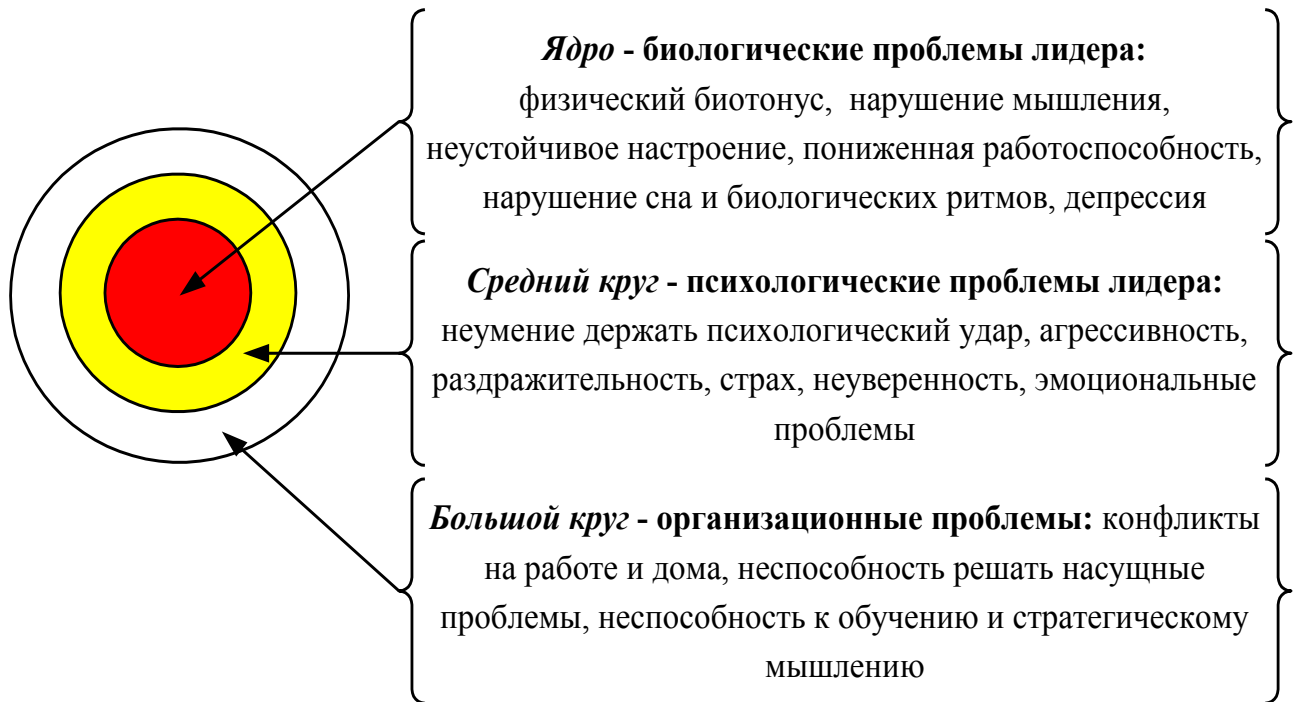 Ядро - биологические проблемы лидера:
физический биотонус, нарушение мышления,
неустойчивое настроение, пониженная работоспособность,
нарушение сна и биологических ритмов, депрессия
Средний круг - психологические проблемы лидера:
неумение держать психологический удар, агрессивность,
раздражительность, страх, неуверенность, эмоциональные
проблемы
Большой круг - организационные проблемы: конфликты
на работе и дома, неспособность решать насущные
проблемы, неспособность к обучению и стратегическому
мышлению